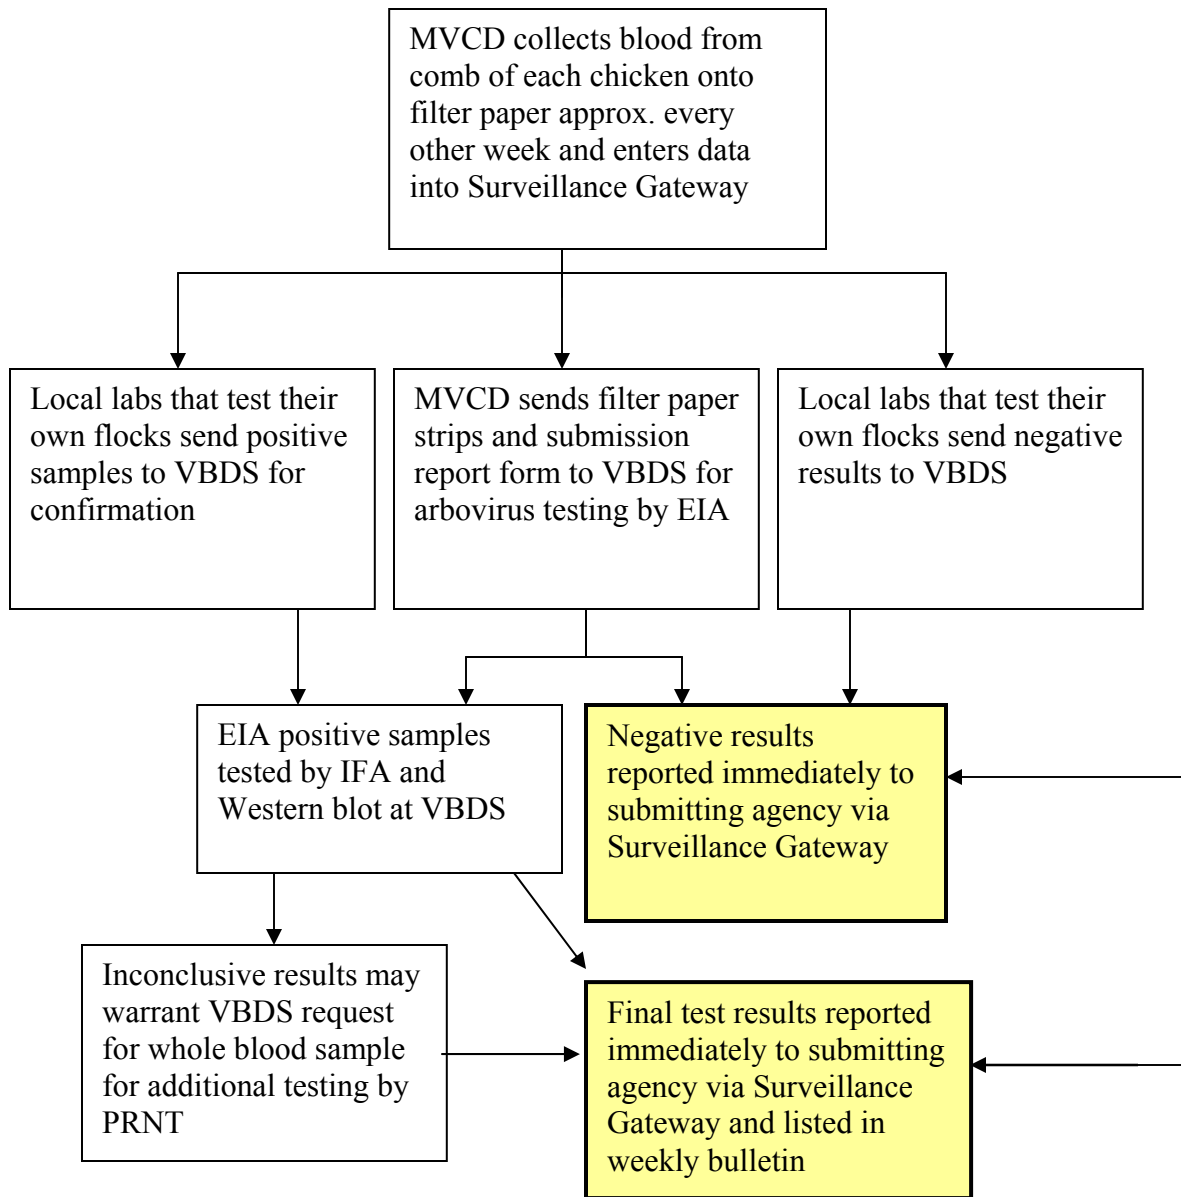 MVCD collects blood from
comb of each chicken onto
filter paper approx. every
other week and enters data
into Surveillance Gateway
Local labs that test their
own flocks send positive
samples to VBDS for
confirmation
MVCD sends filter paper
strips and submission
report form to VBDS for
arbovirus testing by EIA
Local labs that test their
own flocks send negative
results to VBDS
EIA positive samples
tested by IFA and
Western blot at VBDS
Negative results
reported immediately to
submitting agency via
Surveillance Gateway
Inconclusive results may
warrant VBDS request
for whole blood sample
for additional testing by
PRNT
Final test results reported
immediately to submitting
agency via Surveillance
Gateway and listed in
weekly bulletin